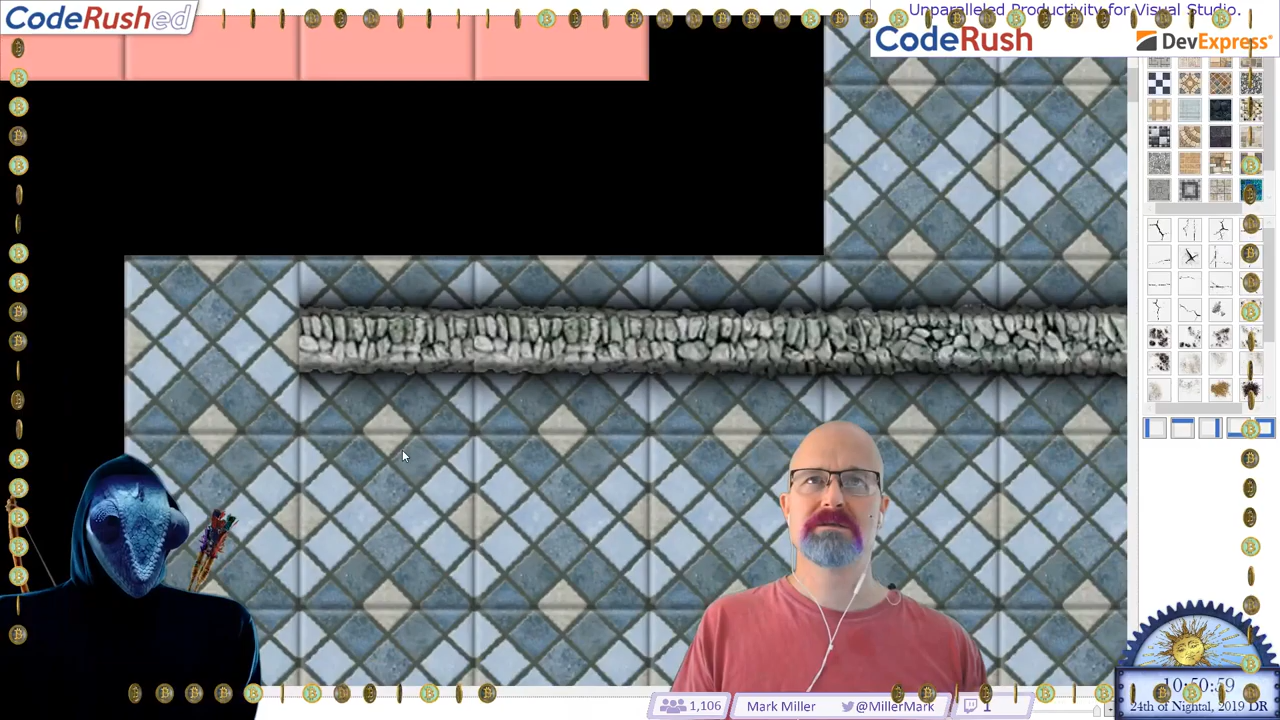 CodeRushed
Unparalleled Productivity for Visual Studio.
CodeRush
DevExpress
10:50:59
24th of Nightal, 2019 DR
1,106
Mark Miller
@MillerMark
1